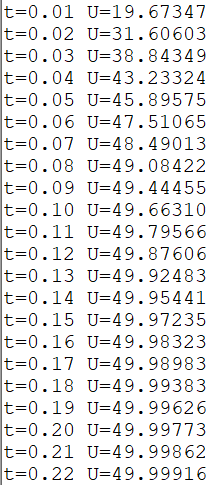 t=0.01 U=19.67347
t=0.02 U=31.60603
t=0.03 U=38.84349
t=0.04 U=43.23324
t=0.05 U=45.89575
t=0.06 U=47.51065
t=0.07 U=48.49013
t=0.08 U=49.08422
t=0.09 U=49.44455
t=0.10 U=49.66310
t=0.11 U=49.79566
t=0.12 U=49.87606
t=0.13 U=49.92483
t=0.14 U=49.95441
t=0.15 U=49.97235
t=0.16 U=49.98323
t=0.17 U=49.98983
t=0.18 U=49.99383
t=0.19 U=49.99626
t=0.20 U=49.99773
t=0.21 U=49.99862
t=0.22 U=49.99916